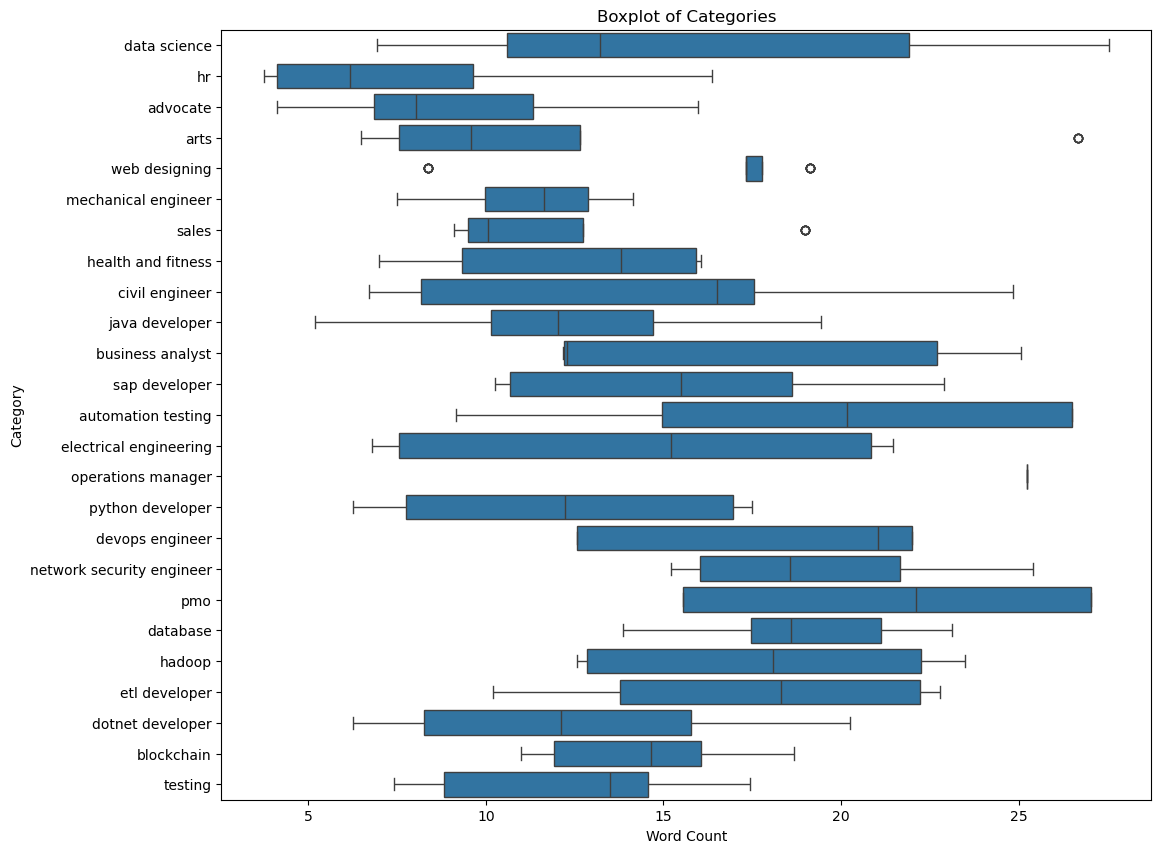 Boxplot of Categories
Category
data science
hr
advocate
arts
web designing
mechanical engineer
sales
health and fitness
civil engineer
java developer
business analyst
sap developer
automation testing
electrical engineering
operations manager
python developer
devops engineer
network security engineer
pmo
database
hadoop
etl developer
dotnet developer
blockchain
testing
5 10 15 20 25
Word Count